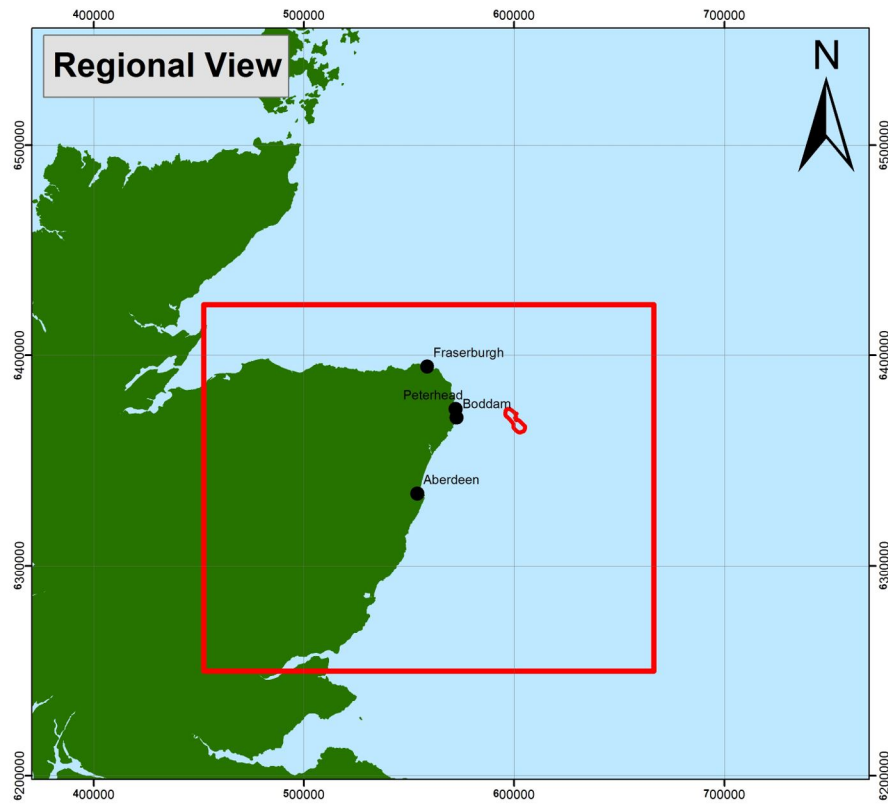 400000 500000 600000 700000
Regional View
N
6500000 6500000
6400000 6400000
Fraserburgh
Peterhead
Boddam
Aberdeen
6300000 6300000
6200000 6200000
400000 500000 600000 700000